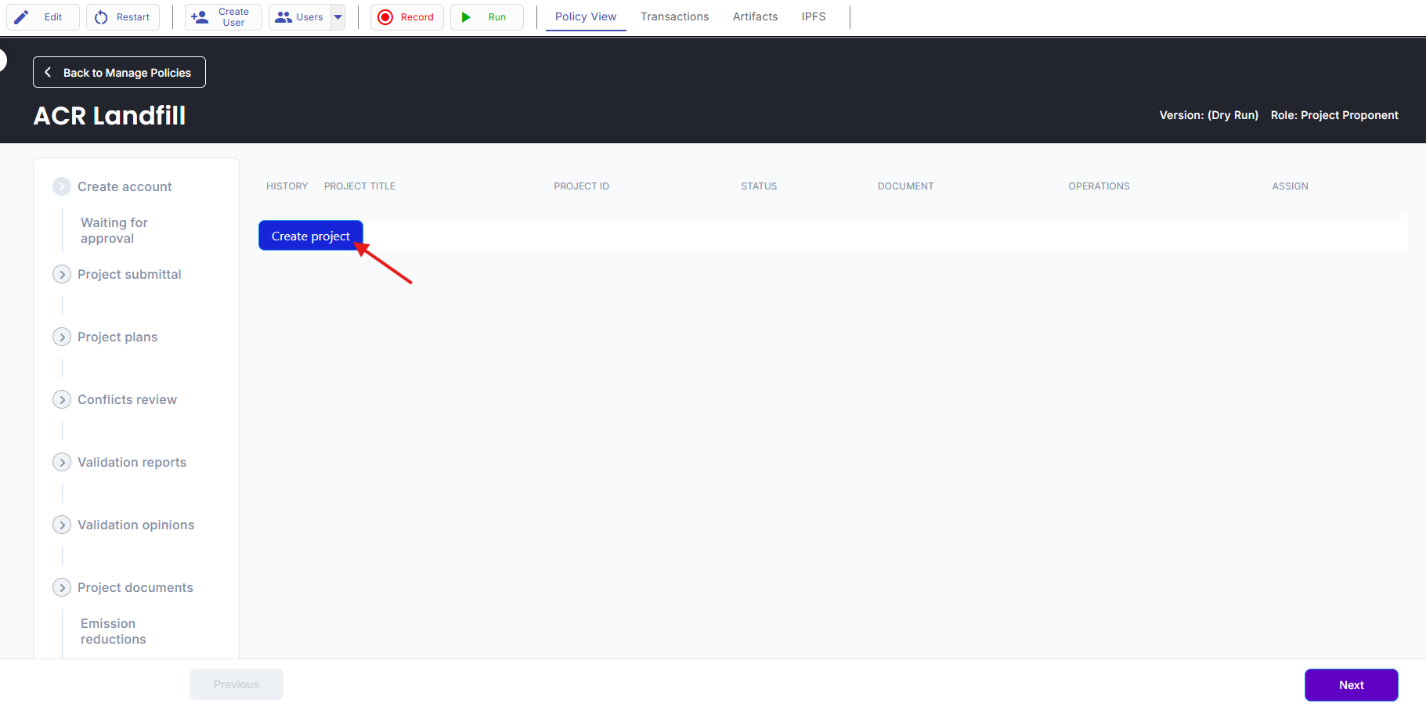 Edit
Restart
Create
User
Users
Record
Run
Policy View
Transactions
Artifacts
IPFS
Back to Manage Policies
ACR Landfill
Version: (Dry Run)
Role: Project Proponent
Create account
Waiting for
approval
Project submittal
Project plans
Conflicts review
Validation reports
Validation opinions
Project documents
Emission
reductions
HISTORY
PROJECT TITLE
PROJECT ID
STATUS
DOCUMENT
OPERATIONS
ASSIGN
Create project
Previous
Next